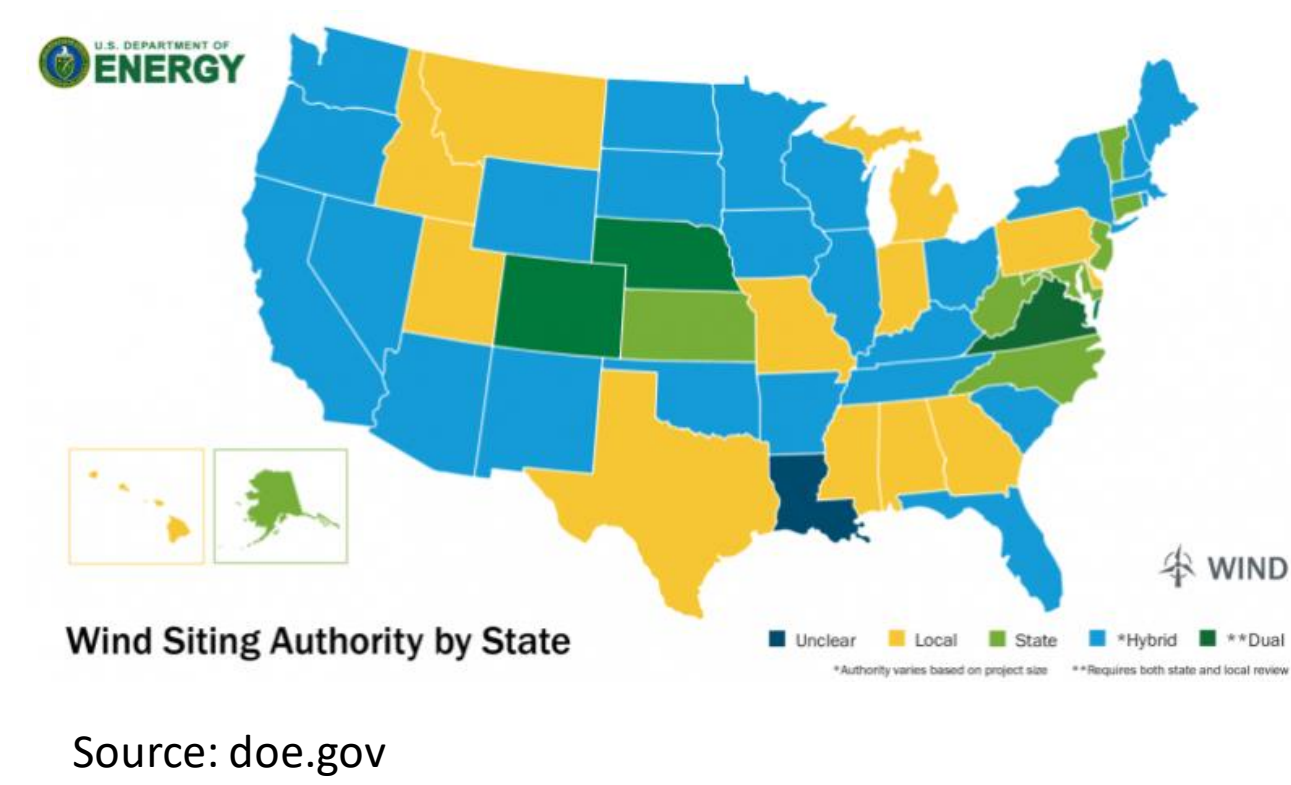 U.S. DEPARTMENT OF
ENERGY
WIND
Wind Siting Authority by State
Unclear Local State *Hybrid **Dual
*Authority varies based on project size **Requires both state and local review
Source: doe.gov